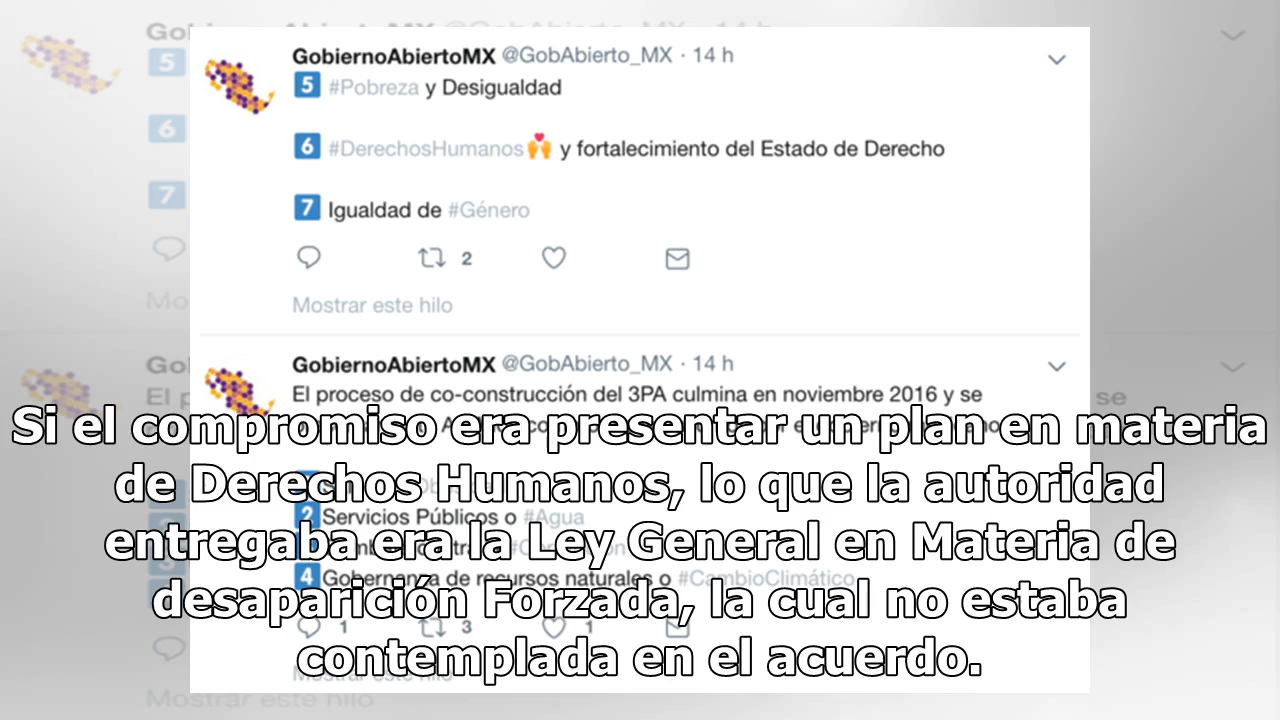 GobiernoAbiertoMX @GobAbierto_MX · 14 h
5 #Pobreza y Desigualdad
6 #DerechosHumanos y fortalecimiento del Estado de Derecho
7 Igualdad de #Género
2
Mostrar este hilo
GobiernoAbiertoMX @GobAbierto_MX · 14 h
El proceso de co-construcción del 3PA culmina en noviembre 2016 y se
Si el compromiso era presentar un plan en materia
de Derechos Humanos, lo que la autoridad
2 Servicios Públicos o #Agua
entregaba era la Ley General en Materia de
4 Gobernanza de recursos naturales o #CambioClimático
desaparición Forzada, la cual no estaba
1 3 1
contemplada en el acuerdo.
Mostrar este hilo